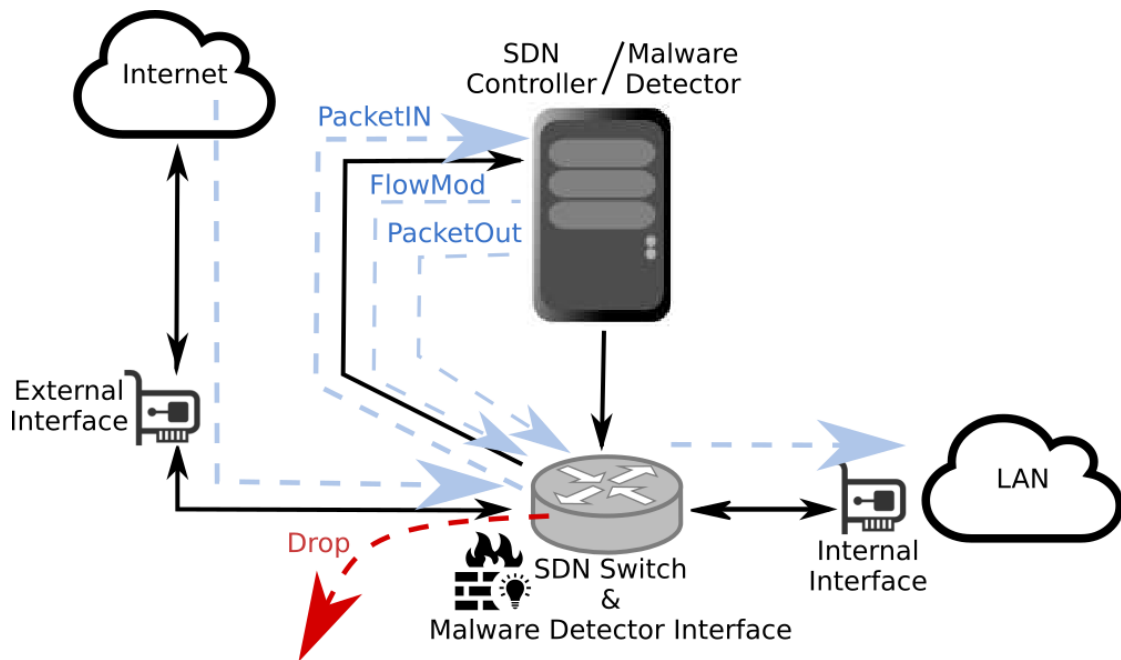 Internet
SDN / Malware
Controller Detector
PacketIN
FlowMod
PacketOut
External
Interface
LAN
Drop
SDN Switch
&
Malware Detector Interface
Internal
Interface